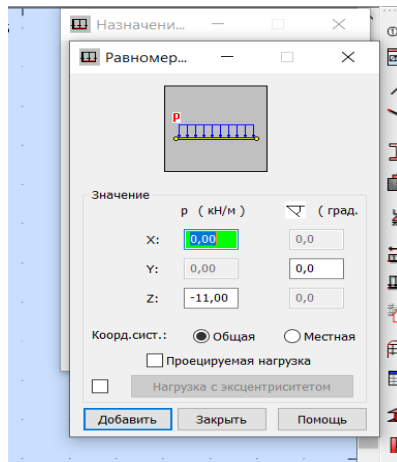 Назначени...
Равномер...
p
Значение
p ( кН/м ) ( град.
X: 0,00 0,0
Y: 0,00 0,0
Z: -11,00 0,0
Коорд.сист.: Общая Местная
Проецируемая нагрузка
Нагрузка с эксцентриситетом
Добавить Закрыть Помощь